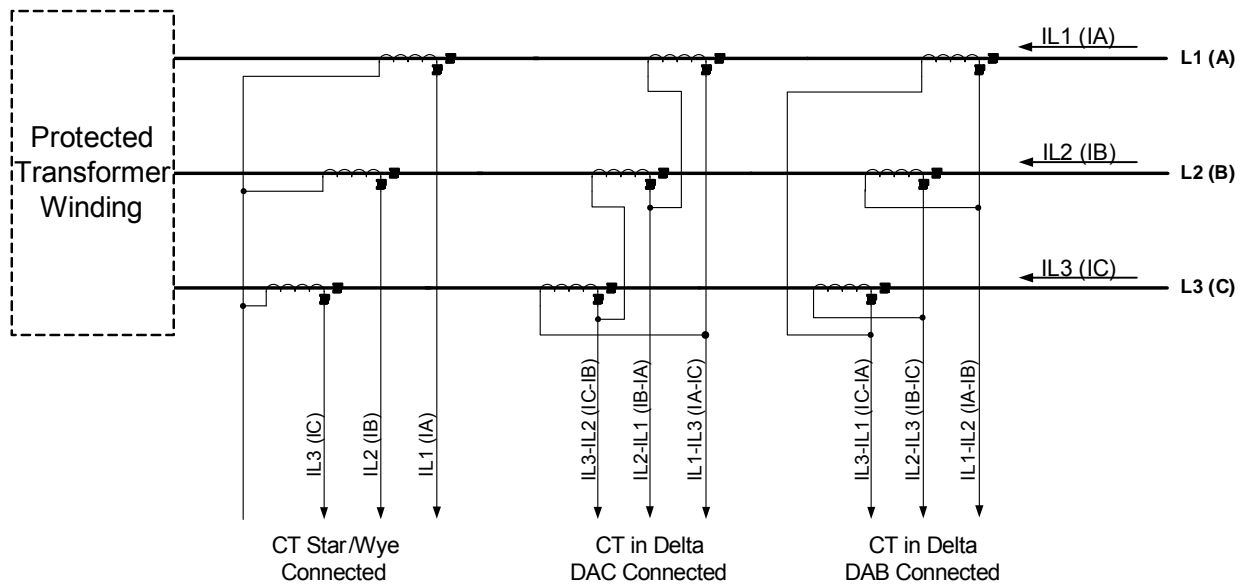 IL1 (IA)
L1 (A)
Protected
Transformer
Winding
IL2 (IB)
L2 (B)
IL3 (IC)
L3 (C)
IL3 (IC)
IL2 (IB)
IL1 (IA)
IL3-IL2 (IC-IB)
IL2-IL1 (IB-IA)
IL1-IL3 (IA-IC)
IL3-IL1 (IC-IA)
IL2-IL3 (IB-IC)
IL1-IL2 (IA-IB)
CT Star/Wye
Connected
CT in Delta
DAC Connected
CT in Delta
DAB Connected